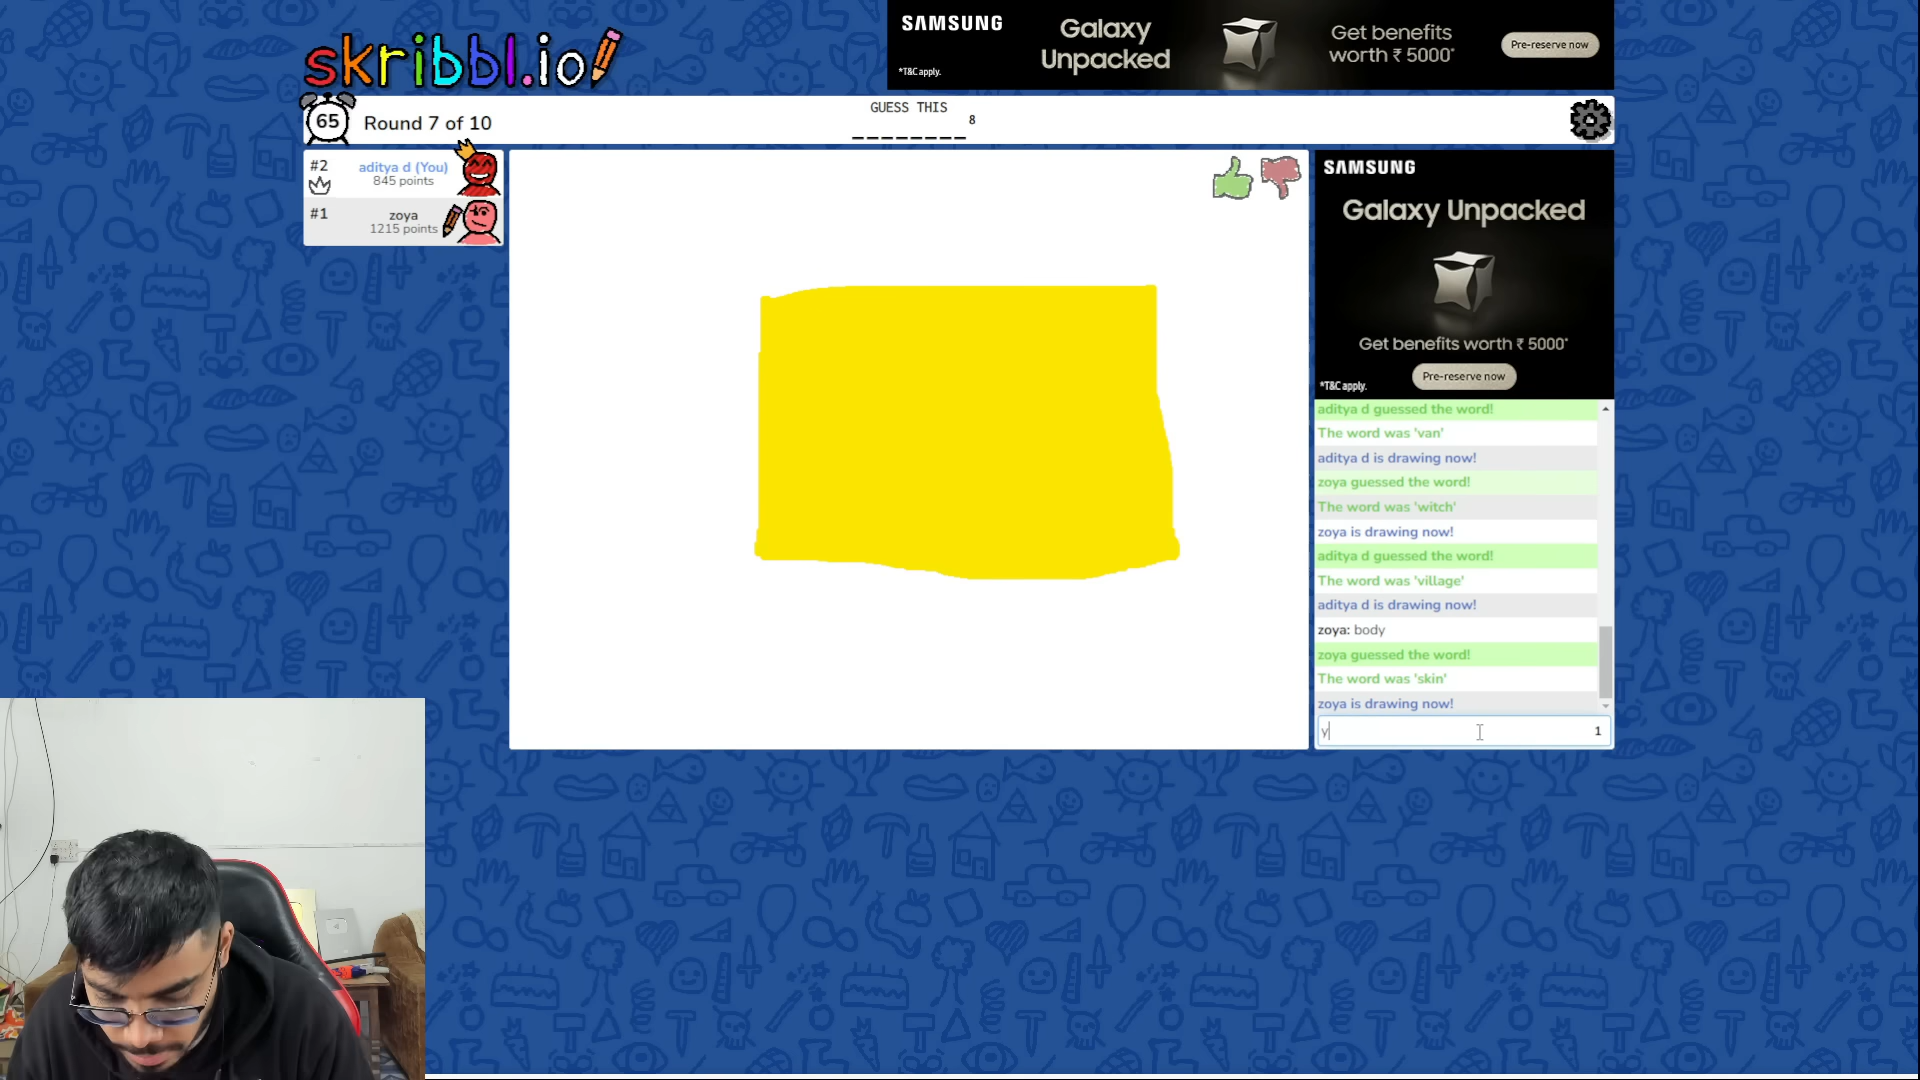 SAMSUNG
*T&C apply.
Galaxy
Unpacked
Get benefits
worth ₹ 5000*
Pre-reserve now
skribbl.io
65
Round 7 of 10
GUESS THIS
________ 8
#2
aditya d (You)
845 points
#1
zoya
1215 points
SAMSUNG
Galaxy Unpacked
Get benefits worth ₹ 5000*
Pre-reserve now
*T&C apply.
aditya d guessed the word!
The word was 'van'
aditya d is drawing now!
zoya guessed the word!
The word was 'witch'
zoya is drawing now!
aditya d guessed the word!
The word was 'village'
aditya d is drawing now!
zoya: body
zoya guessed the word!
The word was 'skin'
zoya is drawing now!
y 1